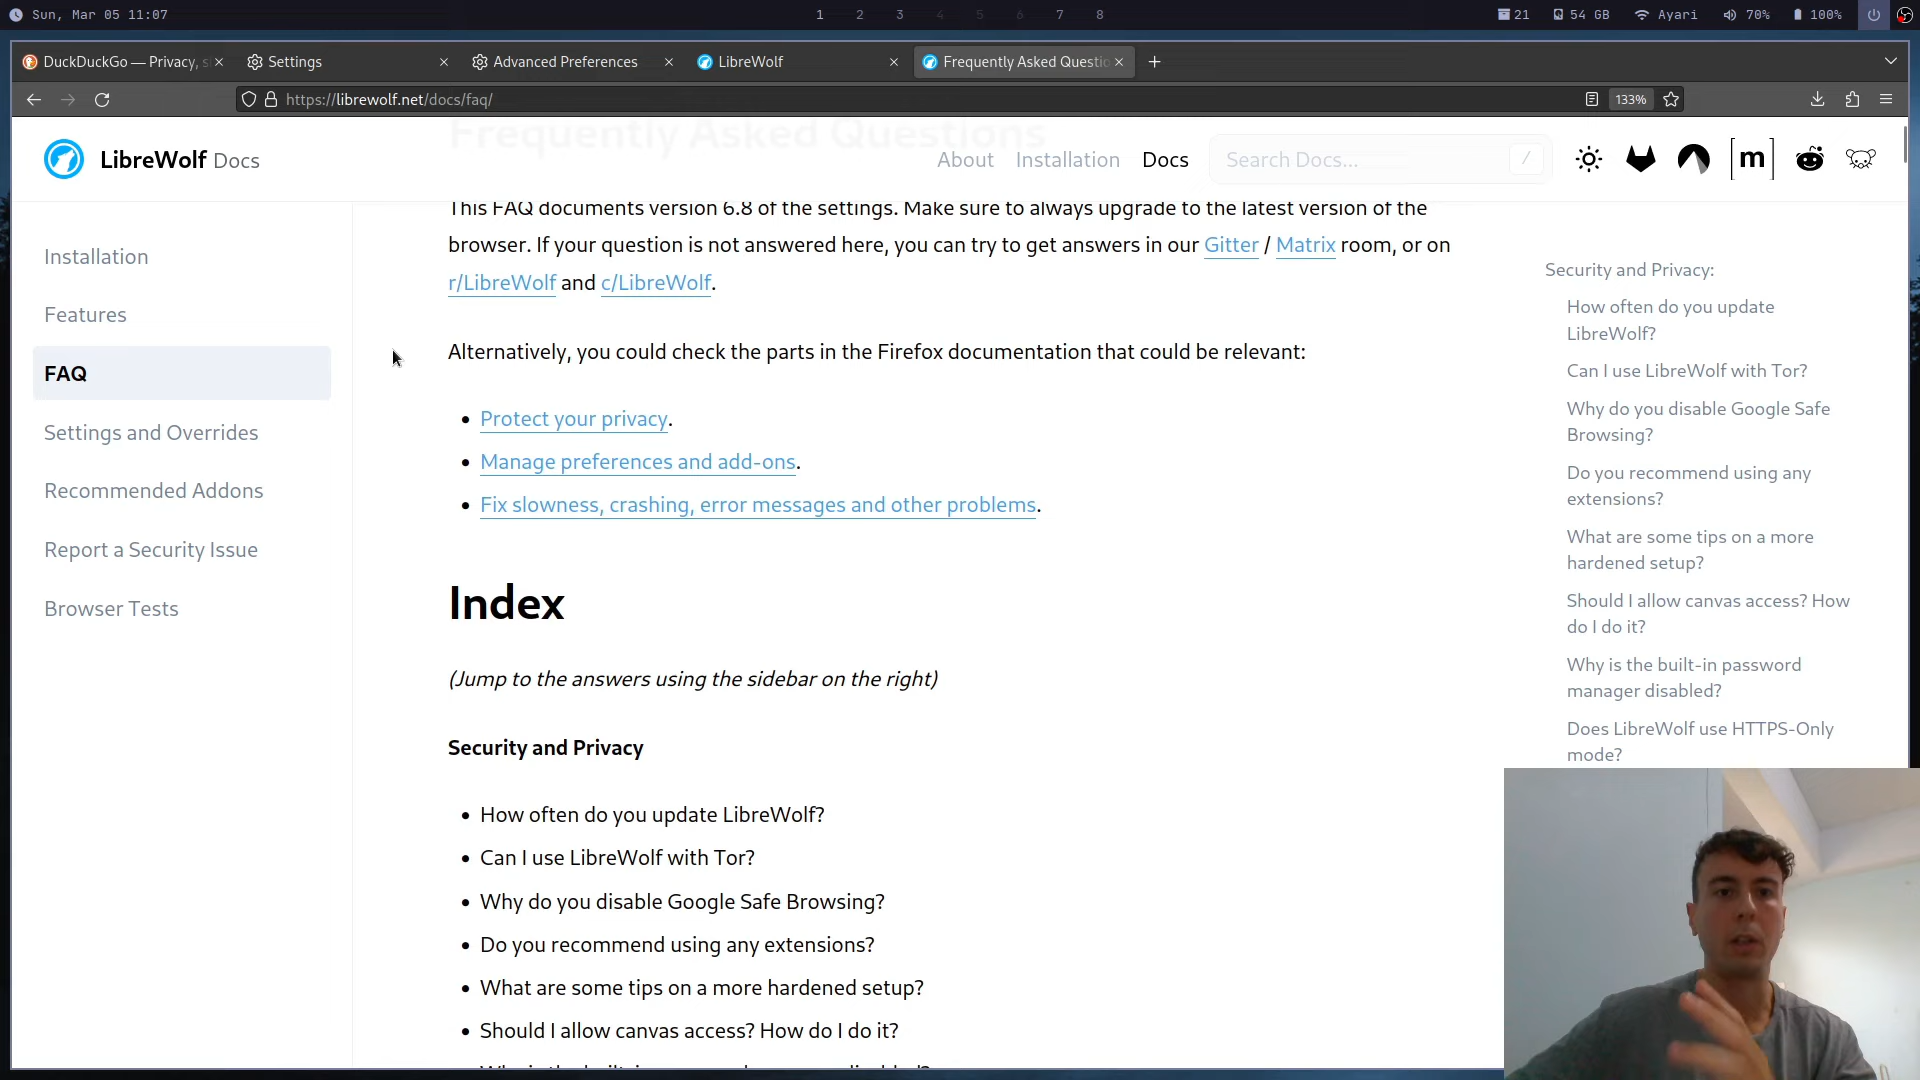 Sun, Mar 05 11:07
1 2 3 4 5 6 7 8
21 54 GB Ayari 70% 100%
DuckDuckGo — Privacy, s
Settings
Advanced Preferences
LibreWolf
Frequently Asked Questio
https://librewolf.net/docs/faq/
133%
Frequently Asked Questions
LibreWolf Docs
About Installation Docs Search Docs... /
[m]
Installation
Features
FAQ
Settings and Overrides
Recommended Addons
Report a Security Issue
Browser Tests
This FAQ documents version 6.8 of the settings. Make sure to always upgrade to the latest version of the
browser. If your question is not answered here, you can try to get answers in our Gitter / Matrix room, or on
r/LibreWolf and c/LibreWolf.
Alternatively, you could check the parts in the Firefox documentation that could be relevant:
• Protect your privacy.
• Manage preferences and add-ons.
• Fix slowness, crashing, error messages and other problems.
Index
(Jump to the answers using the sidebar on the right)
Security and Privacy
• How often do you update LibreWolf?
• Can I use LibreWolf with Tor?
• Why do you disable Google Safe Browsing?
• Do you recommend using any extensions?
• What are some tips on a more hardened setup?
• Should I allow canvas access? How do I do it?
Security and Privacy:
How often do you update
LibreWolf?
Can I use LibreWolf with Tor?
Why do you disable Google Safe
Browsing?
Do you recommend using any
extensions?
What are some tips on a more
hardened setup?
Should I allow canvas access? How
do I do it?
Why is the built-in password
manager disabled?
Does LibreWolf use HTTPS-Only
mode?